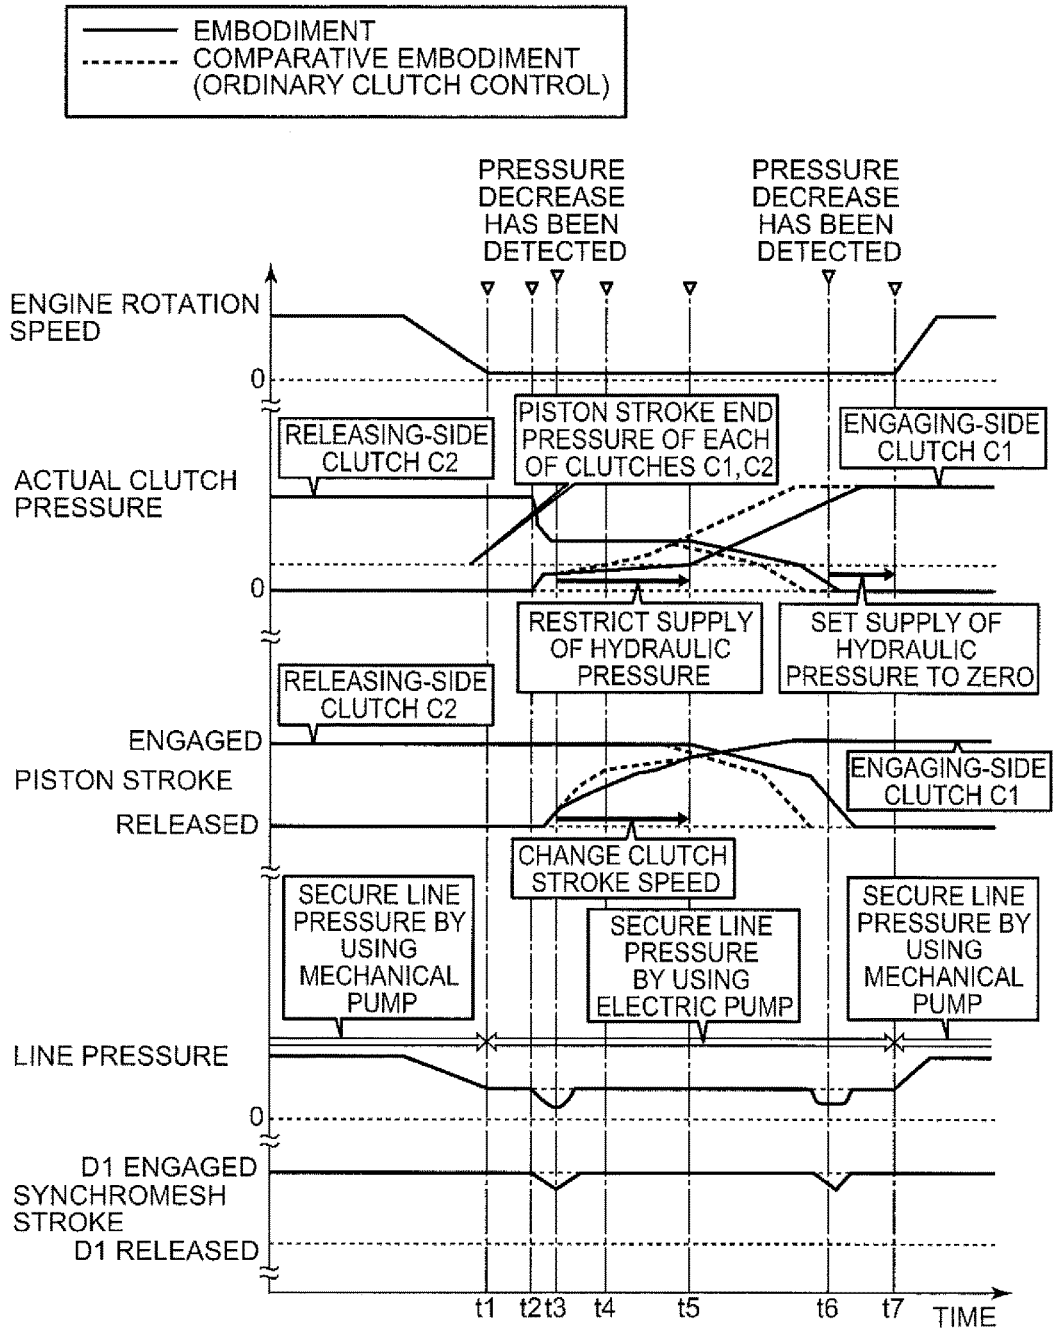 EMBODIMENT
COMPARATIVE EMBODIMENT
(ORDINARY CLUTCH CONTROL)
PRESSURE
DECREASE
HAS BEEN
DETECTED
PRESSURE
DECREASE
HAS BEEN
DETECTED
ENGINE ROTATION
SPEED
0
RELEASING-SIDE
CLUTCH C2
PISTON STROKE END
PRESSURE OF EACH
OF CLUTCHES C1,C2
ENGAGING-SIDE
CLUTCH C1
ACTUAL CLUTCH
PRESSURE
0
RESTRICT SUPPLY
OF HYDRAULIC
PRESSURE
SET SUPPLY OF
HYDRAULIC
PRESSURE TO ZERO
RELEASING-SIDE
CLUTCH C2
ENGAGED
PISTON STROKE
RELEASED
ENGAGING-SIDE
CLUTCH C1
CHANGE CLUTCH
STROKE SPEED
SECURE LINE
PRESSURE BY
USING
MECHANICAL
PUMP
SECURE LINE
PRESSURE
BY USING
ELECTRIC PUMP
SECURE LINE
PRESSURE BY
USING
MECHANICAL
PUMP
LINE PRESSURE
0
D1 ENGAGED
SYNCHROMESH
STROKE
D1 RELEASED
t1 t2 t3 t4 t5 t6 t7 TIME